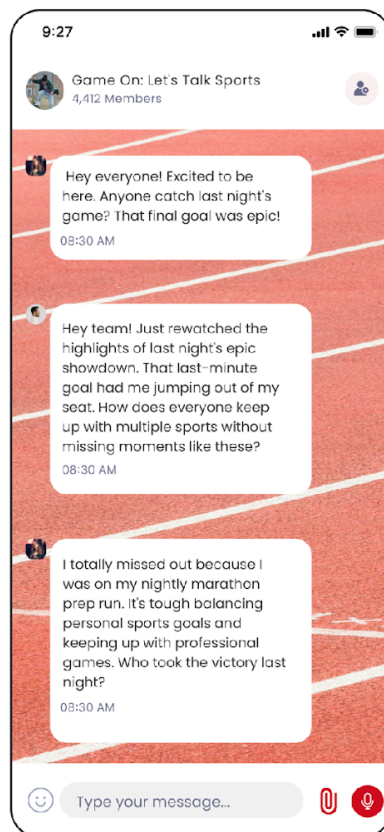 9:27
Game On: Let's Talk Sports
4,412 Members
Hey everyone! Excited to be
here. Anyone catch last night's
game? That final goal was epic!
08:30 AM
Hey team! Just rewatched the
highlights of last night's epic
showdown. That last-minute
goal had me jumping out of my
seat. How does everyone keep
up with multiple sports without
missing moments like these?
08:30 AM
I totally missed out because I
was on my nightly marathon
prep run. It's tough balancing
personal sports goals and
keeping up with professional
games. Who took the victory last
night?
08:30 AM
Type your message...